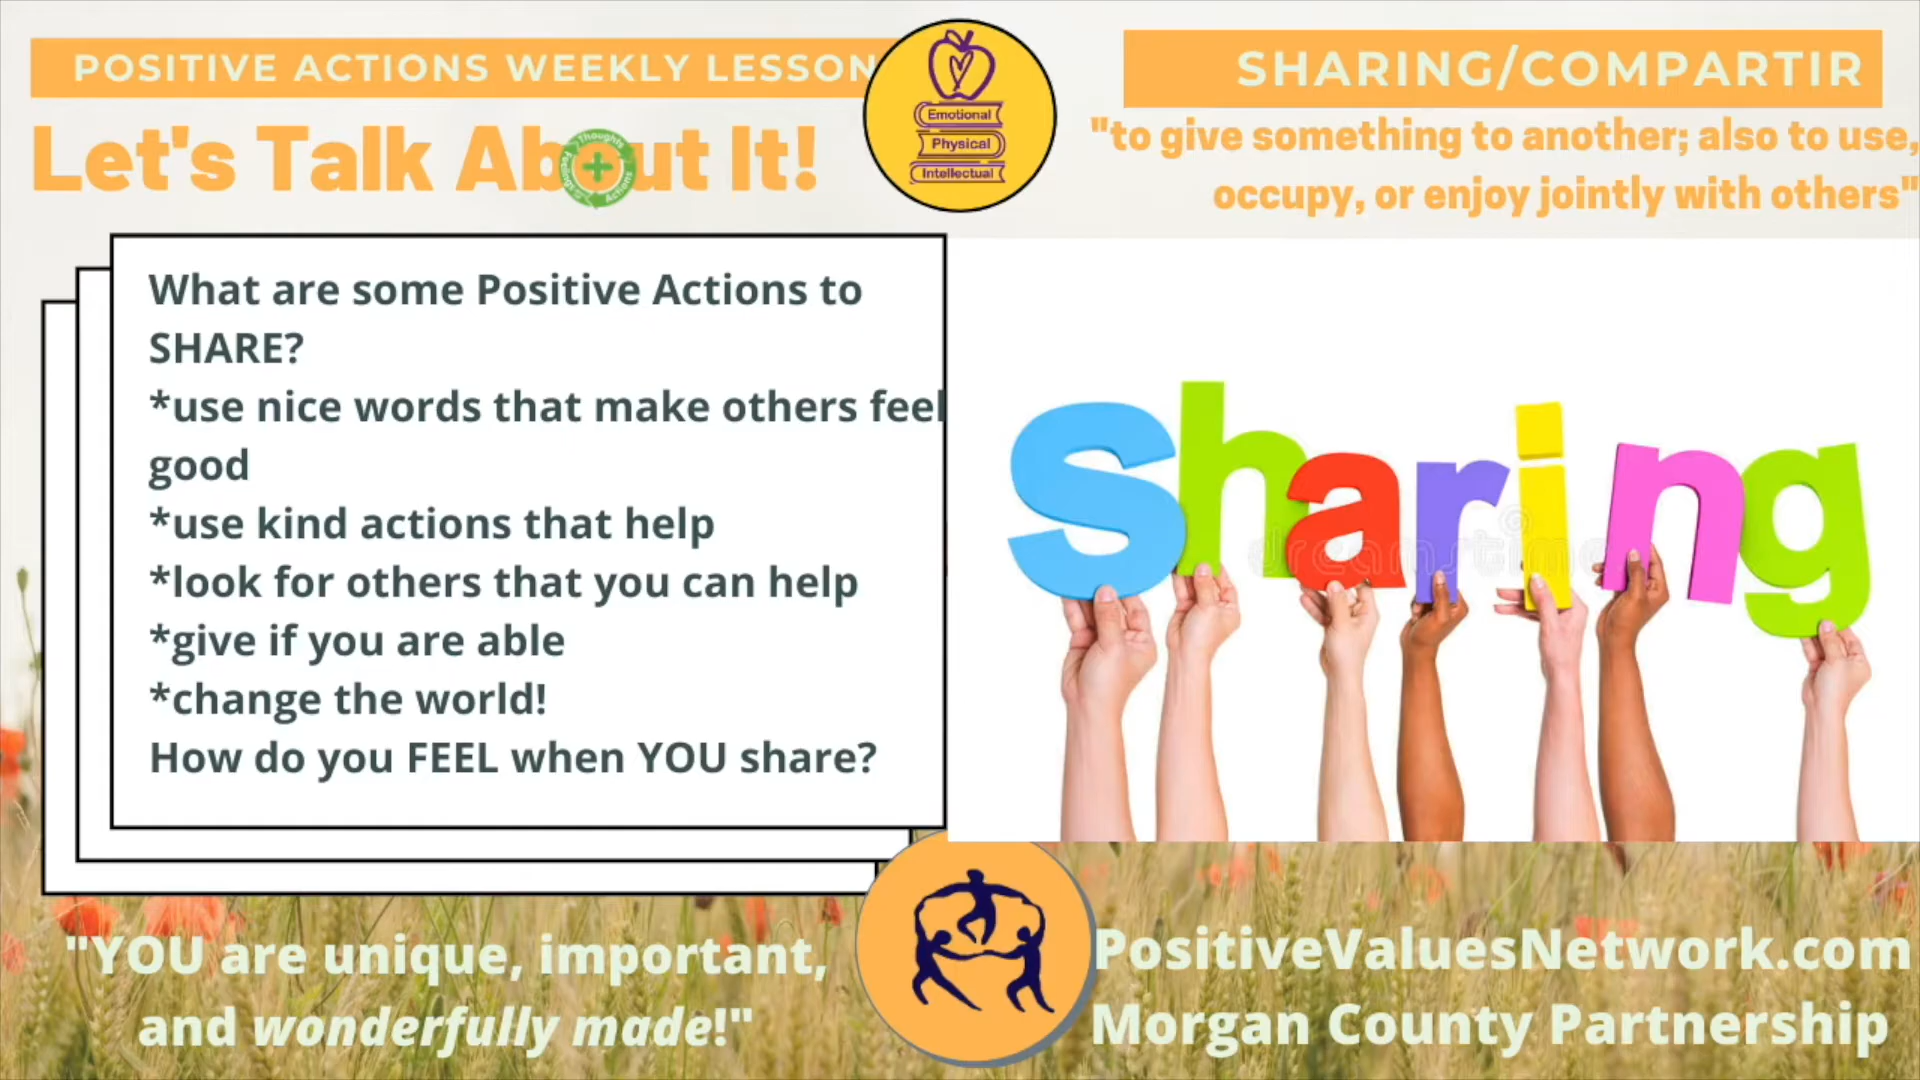 POSITIVE ACTIONS WEEKLY LESSON
Let's Talk About It!
Thoughts
Actions
Feelings
Emotional
Physical
Intellectual
SHARING/COMPARTIR
"to give something to another; also to use,
occupy, or enjoy jointly with others"
What are some Positive Actions to
SHARE?
*use nice words that make others feel
good
*use kind actions that help
*look for others that you can help
*give if you are able
*change the world!
How do you FEEL when YOU share?
Sharing
dreamstime
"YOU are unique, important,
and wonderfully made!"
PositiveValuesNetwork.com
Morgan County Partnership